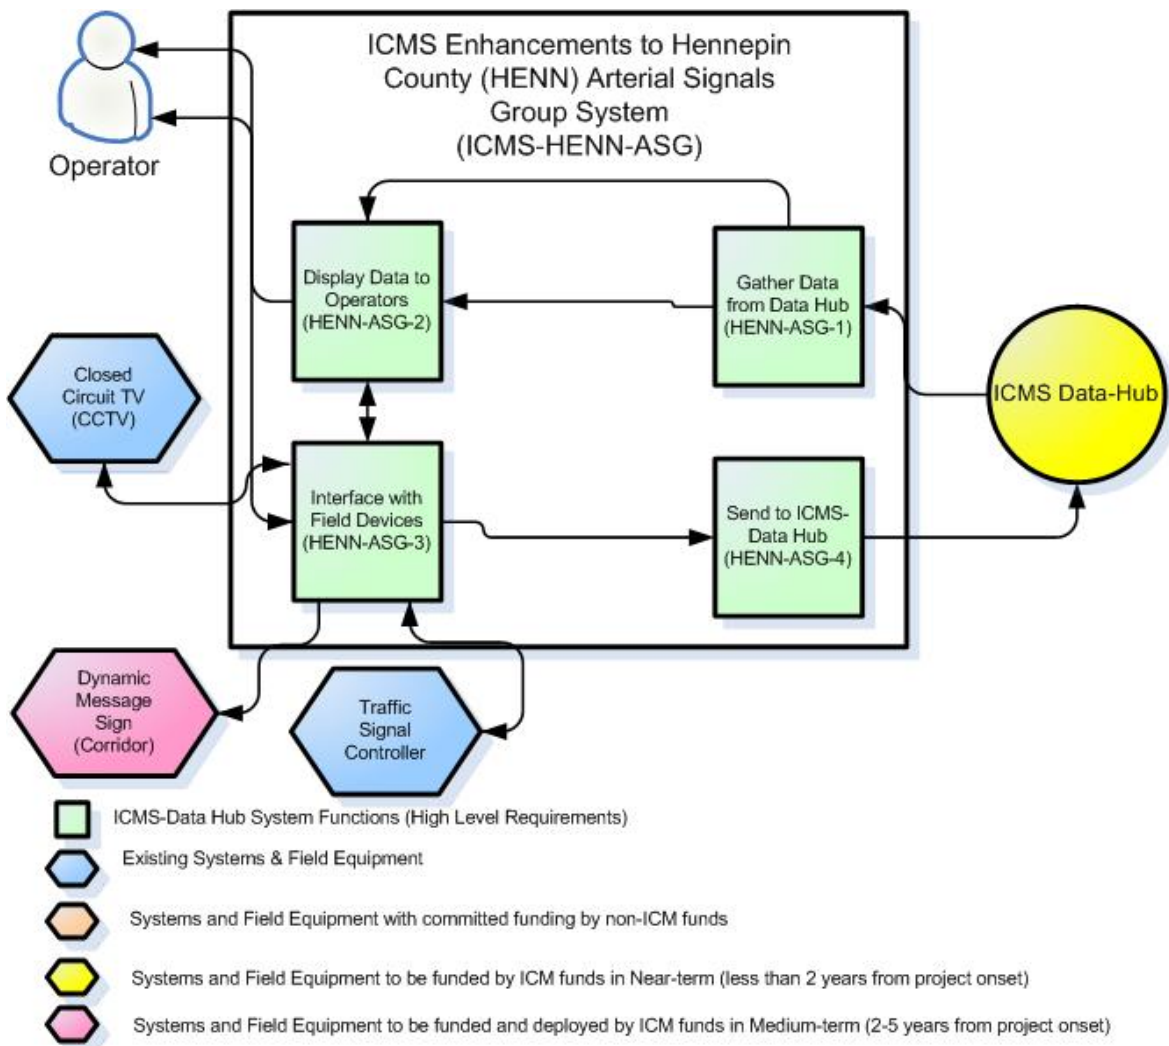 ICMS Enhancements to Hennepin
County (HENN) Arterial Signals
Group System
(ICMS-HENN-ASG)
Operator
Display Data to
Operators
(HENN-ASG-2)
Gather Data
from Data Hub
(HENN-ASG-1)
Closed
Circuit TV
(CCTV)
ICMS Data-Hub
Interface with
Field Devices
(HENN-ASG-3)
Send to ICMS-
Data Hub
(HENN-ASG-4)
Dynamic
Message
Sign
(Corridor)
Traffic
Signal
Controller
ICMS-Data Hub System Functions (High Level Requirements)
Existing Systems & Field Equipment
Systems and Field Equipment with committed funding by non-ICM funds
Systems and Field Equipment to be funded by ICM funds in Near-term (less than 2 years from project onset)
Systems and Field Equipment to be funded and deployed by ICM funds in Medium-term (2-5 years from project onset)